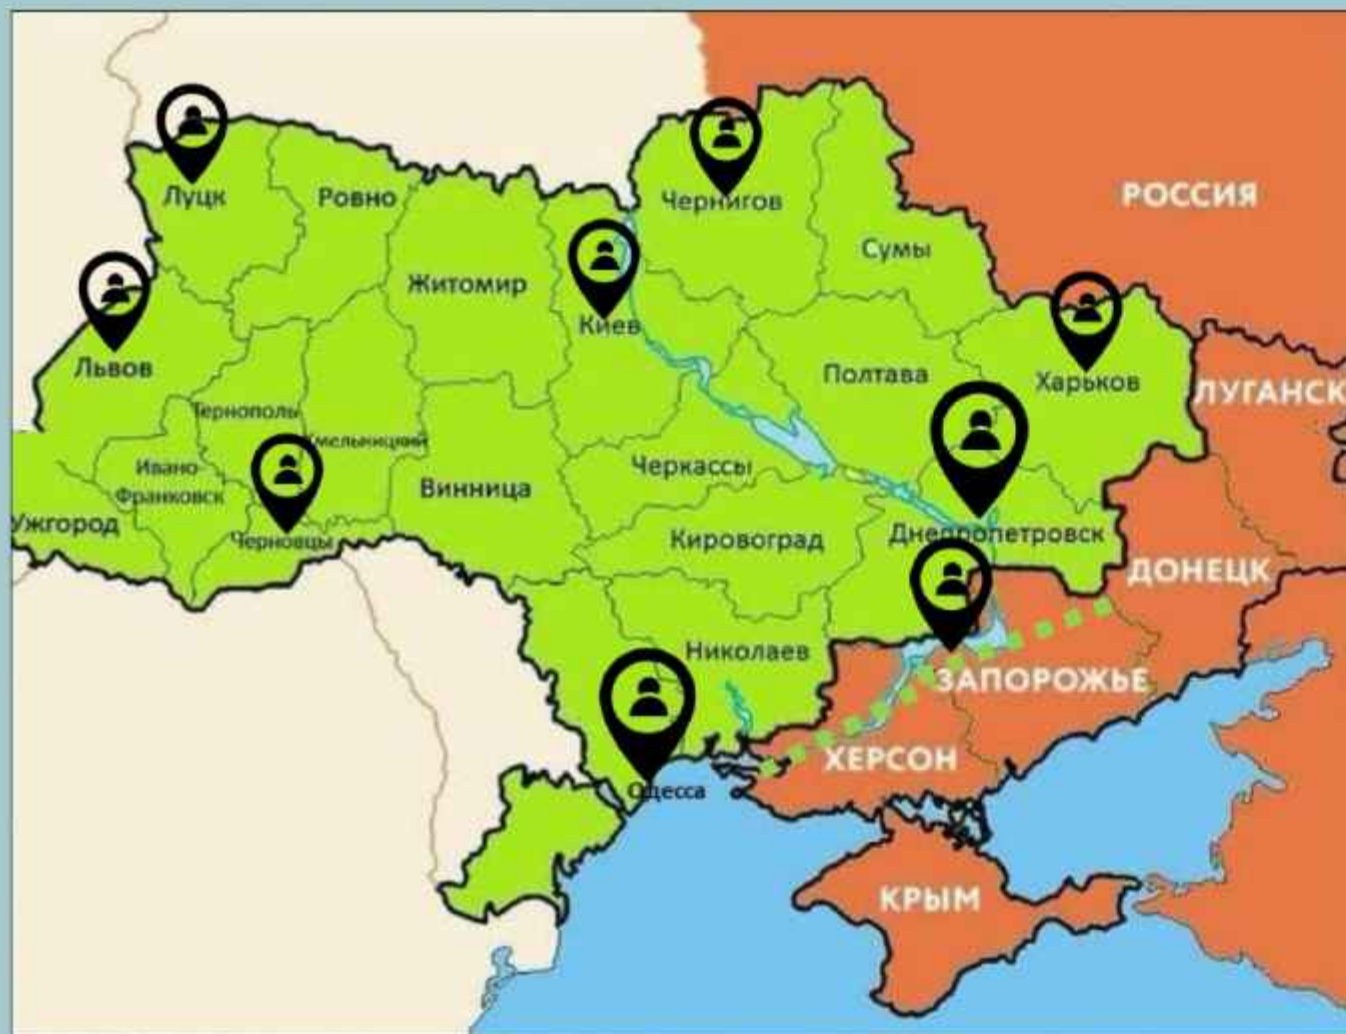 РОССИЯ
Луцк
Ровно
Чернигов
Сумы
Житомир
Киев
Львов
Полтава
Харьков
ЛУГАНСК
Тернополь
Хмельницкий
Ивано-
Франковск
Винница
Черкассы
Ужгород
Черновцы
Кировоград
Днепропетровск
ДОНЕЦК
Николаев
ЗАПОРОЖЬЕ
ХЕРСОН
Одесса
КРЫМ